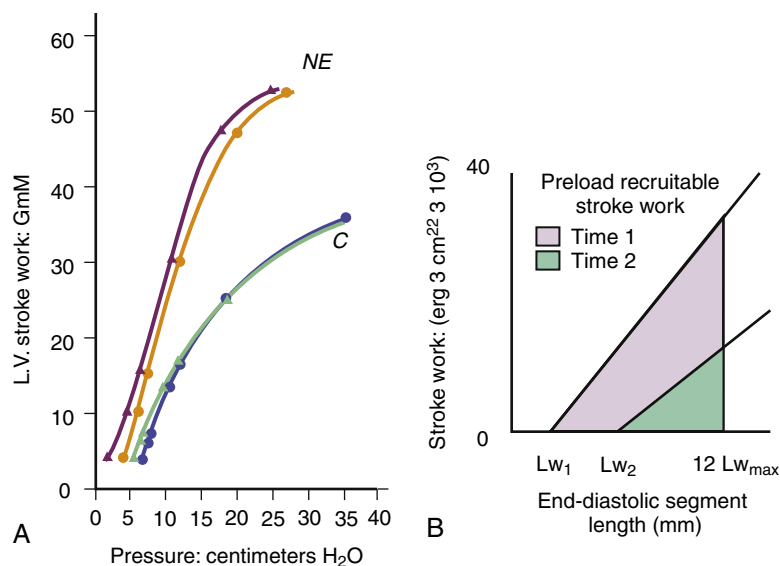 60
50
40
30
20
10
0
L.V. stroke work: GmM
NE
C
0 5 10 15 20 25 30 35 40
Pressure: centimeters H₂O
A
40
0
Stroke work: (erg 3 cm²² 3 10³)
Preload recruitable
stroke work
Time 1
Time 2
Lw₁ Lw₂ 12 Lwₘₐₓ
End-diastolic segment
length (mm)
B